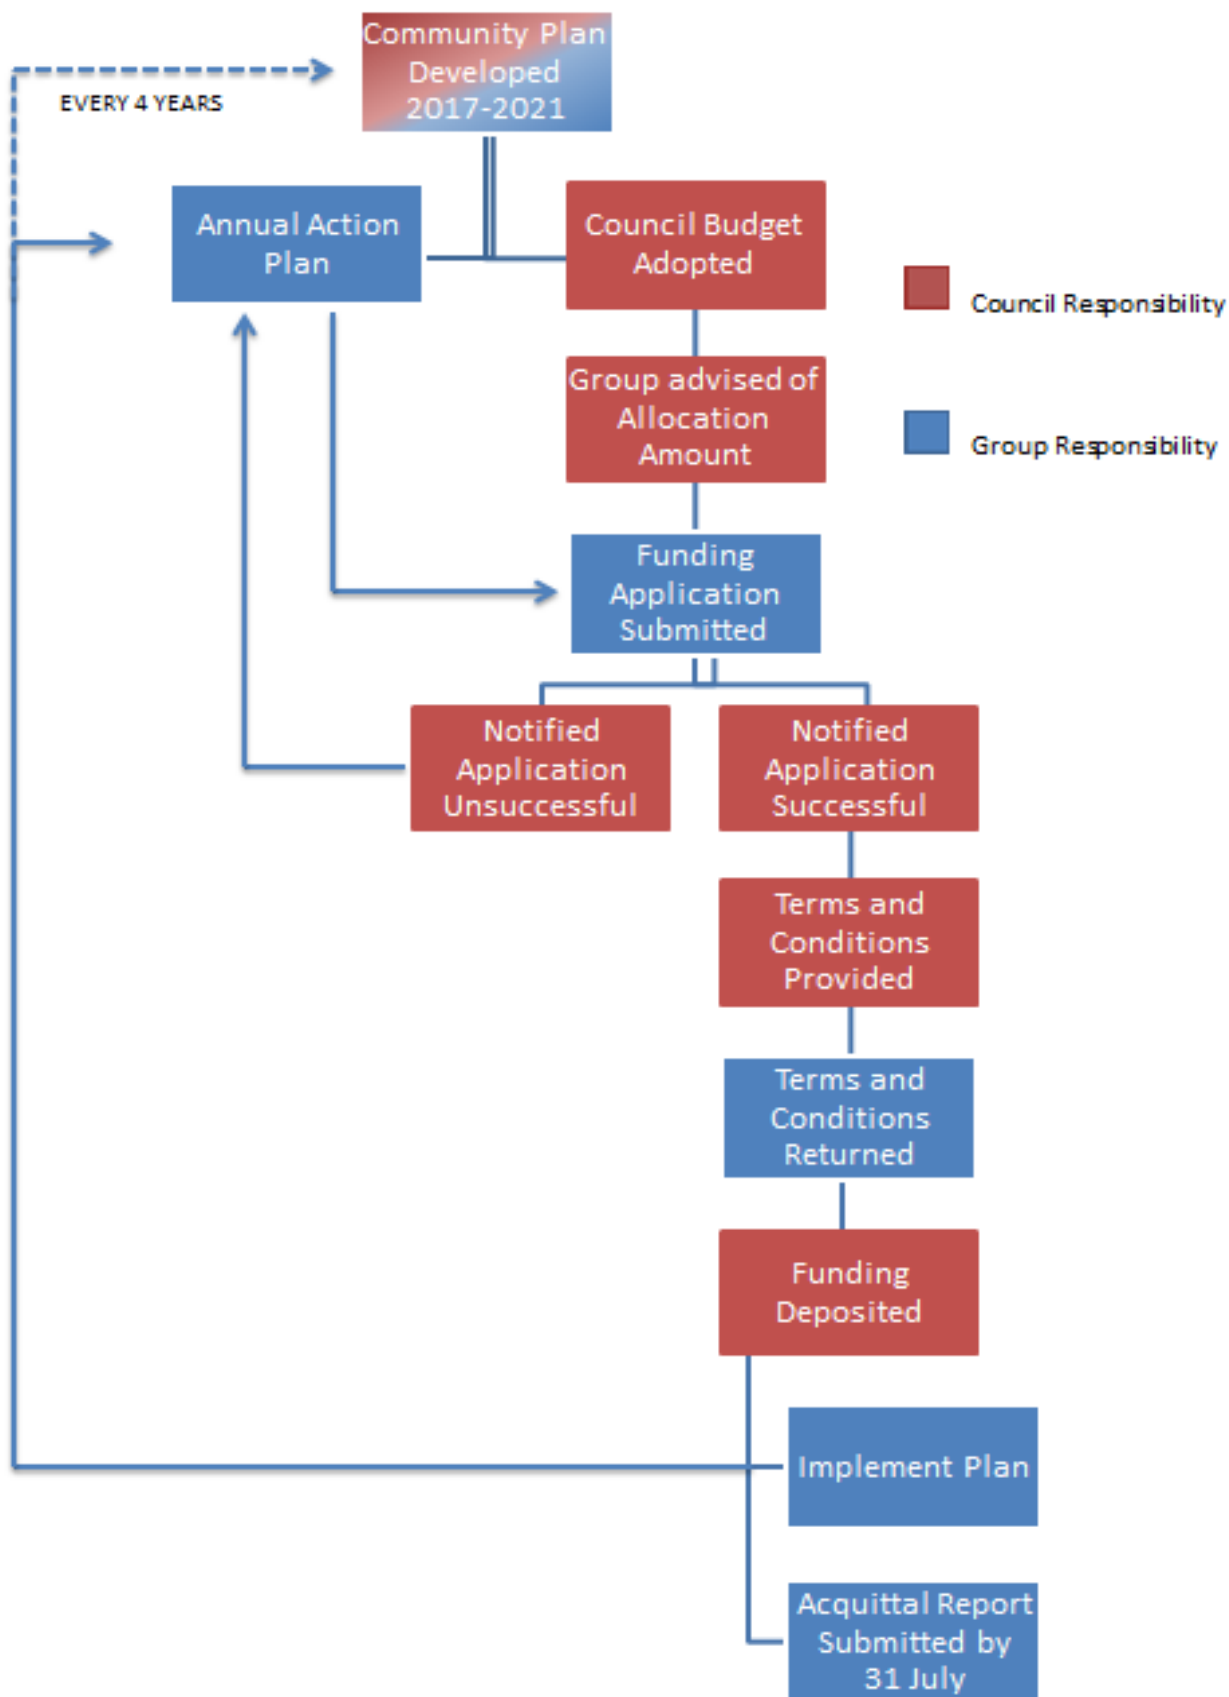 Community Plan
Developed
2017-2021
EVERY 4 YEARS
Annual Action
Plan
Council Budget
Adopted
Council Responsibility
Group advised of
Allocation
Amount
Group Responsibility
Funding
Application
Submitted
Notified
Application
Unsuccessful
Notified
Application
Successful
Terms and
Conditions
Provided
Terms and
Conditions
Returned
Funding
Deposited
Implement Plan
Acquittal Report
Submitted by
31 July